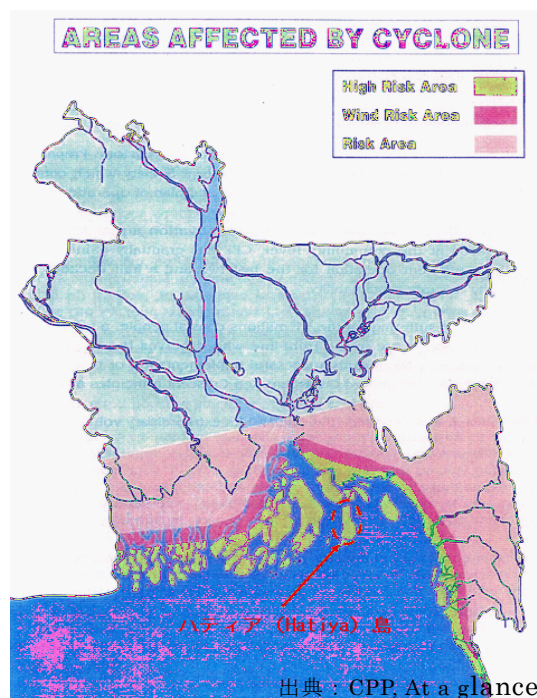 AREAS AFFECTED BY CYCLONE
High Risk Area
Wind Risk Area
Risk Area
ハティア (Hatiya) 島
出典：CPP, At a glance